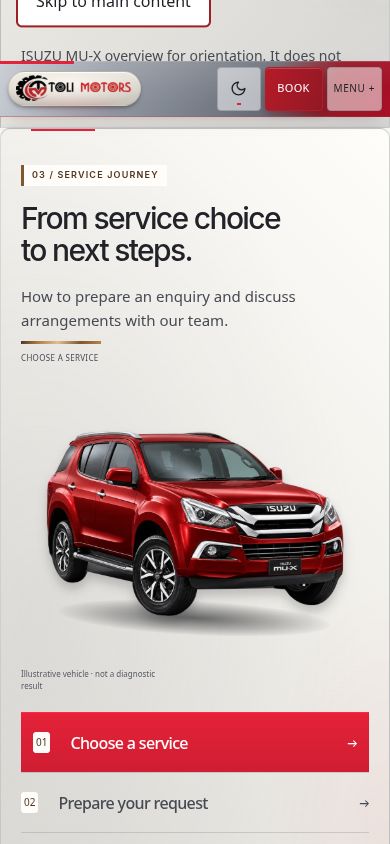 Skip to main content
ISUZU MU-X overview for orientation. It does not
TOLI MOTORS
BOOK
MENU +
03 / SERVICE JOURNEY
From service choice
to next steps.
How to prepare an enquiry and discuss
arrangements with our team.
CHOOSE A SERVICE
ISUZU
ISUZU
mu-X
Illustrative vehicle · not a diagnostic
result
01 Choose a service →
02 Prepare your request →